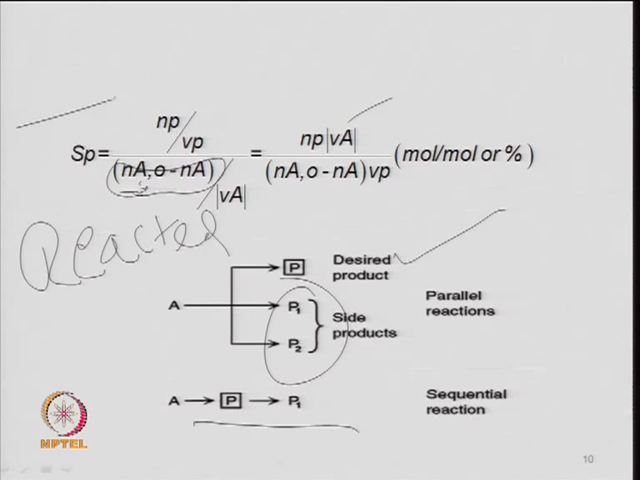 Sp= np/vp / (nA,o - nA)/|vA| = np|vA| / (nA,o - nA)vp (mol/mol or %)
Reacted
A → P Desired product
P₁ } Side products
P₂
Parallel reactions
A → P → P₁ Sequential reaction
NPTEL
10